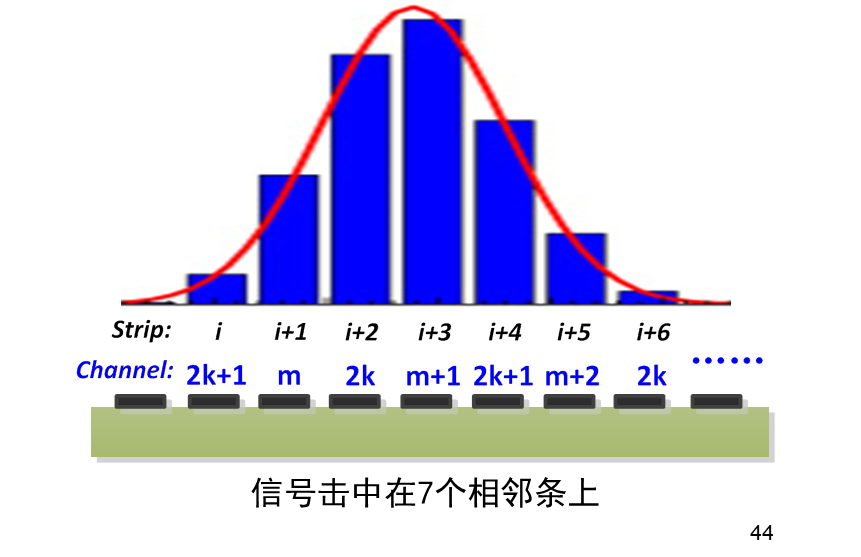 Strip: i i+1 i+2 i+3 i+4 i+5 i+6
Channel: 2k+1 m 2k m+1 2k+1 m+2 2k ......
信号击中在7个相邻条上
44